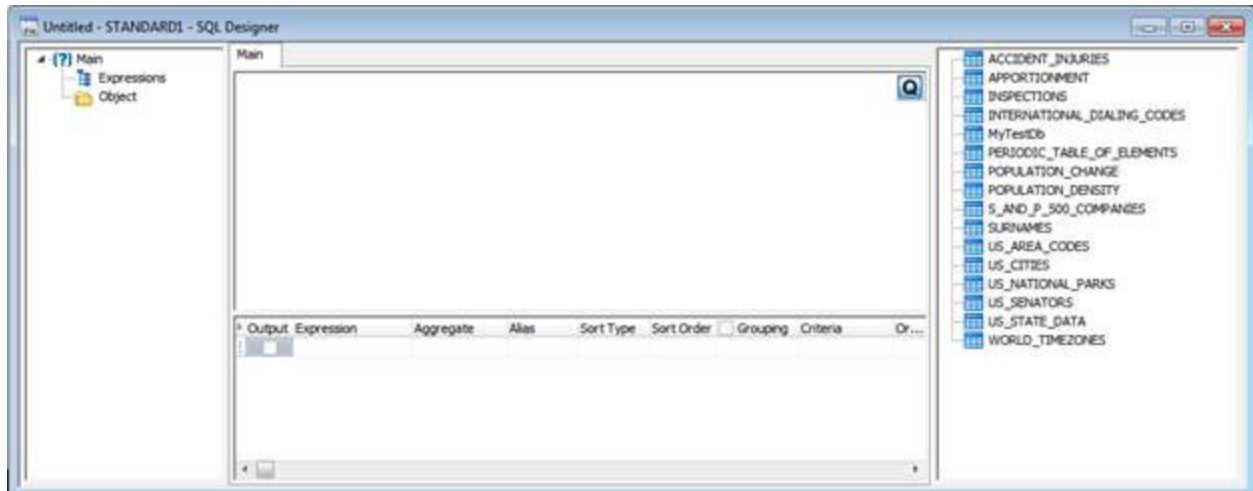 Untitled - STANDARD1 - SQL Designer
Main
Expressions
Object
Main
Q
Output Expression Aggregate Alias Sort Type Sort Order Grouping Criteria Or...
ACCIDENT_INJURIES
APPORTIONMENT
INSPECTIONS
INTERNATIONAL_DIALING_CODES
MyTestDb
PERIODIC_TABLE_OF_ELEMENTS
POPULATION_CHANGE
POPULATION_DENSITY
S_AND_P_500_COMPANIES
SURNAMES
US_AREA_CODES
US_CITIES
US_NATIONAL_PARKS
US_SENATORS
US_STATE_DATA
WORLD_TIMEZONES